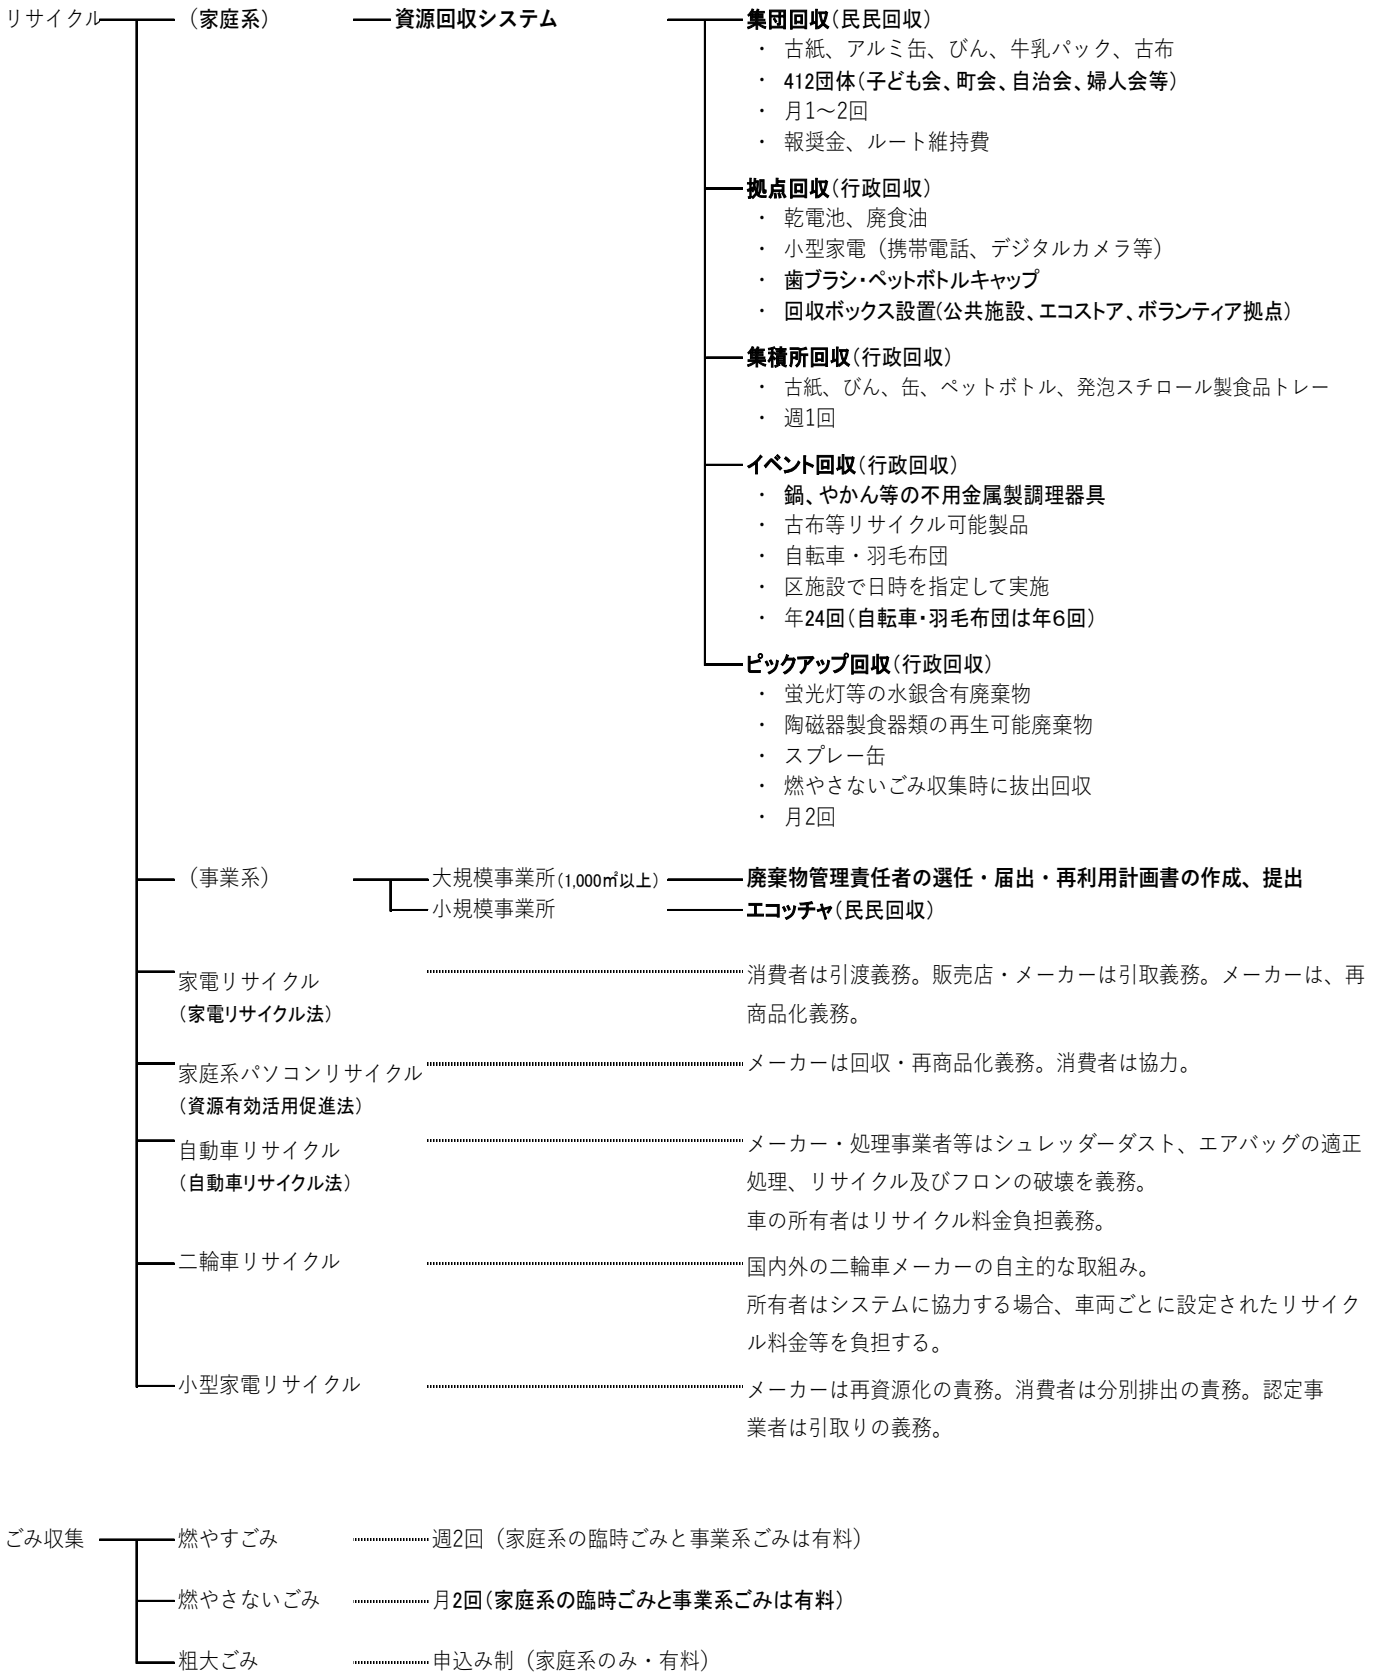 リサイクル （家庭系） 資源回収システム 集団回収（民民回収）
・ 古紙、アルミ缶、びん、牛乳パック、古布
・ 412団体（子ども会、町会、自治会、婦人会等）
・ 月1～2回
・ 報奨金、ルート維持費
拠点回収（行政回収）
・ 乾電池、廃食油
・ 小型家電（携帯電話、デジタルカメラ等）
・ 歯ブラシ・ペットボトルキャップ
・ 回収ボックス設置(公共施設、エコストア、ボランティア拠点）
集積所回収（行政回収）
・ 古紙、びん、缶、ペットボトル、発泡スチロール製食品トレー
・ 週1回
イベント回収（行政回収）
・ 鍋、やかん等の不用金属製調理器具
・ 古布等リサイクル可能製品
・ 自転車・羽毛布団
・ 区施設で日時を指定して実施
・ 年24回（自転車・羽毛布団は年６回）
ピックアップ回収（行政回収）
・ 蛍光灯等の水銀含有廃棄物
・ 陶磁器製食器類の再生可能廃棄物
・ スプレー缶
・ 燃やさないごみ収集時に抜出回収
・ 月2回
（事業系） 大規模事業所（1,000㎡以上） 廃棄物管理責任者の選任・届出・再利用計画書の作成、提出
小規模事業所 エコッチャ（民民回収）
家電リサイクル 消費者は引渡義務。販売店・メーカーは引取義務。メーカーは、再
（家電リサイクル法） 商品化義務。
家庭系パソコンリサイクル メーカーは回収・再商品化義務。消費者は協力。
（資源有効活用促進法）
自動車リサイクル メーカー・処理事業者等はシュレッダーダスト、エアバッグの適正
（自動車リサイクル法） 処理、リサイクル及びフロンの破壊を義務。
車の所有者はリサイクル料金負担義務。
二輪車リサイクル 国内外の二輪車メーカーの自主的な取組み。
所有者はシステムに協力する場合、車両ごとに設定されたリサイク
ル料金等を負担する。
小型家電リサイクル メーカーは再資源化の責務。消費者は分別排出の責務。認定事
業者は引取りの義務。
ごみ収集 燃やすごみ 週2回（家庭系の臨時ごみと事業系ごみは有料）
燃やさないごみ 月2回（家庭系の臨時ごみと事業系ごみは有料）
粗大ごみ 申込み制（家庭系のみ・有料）